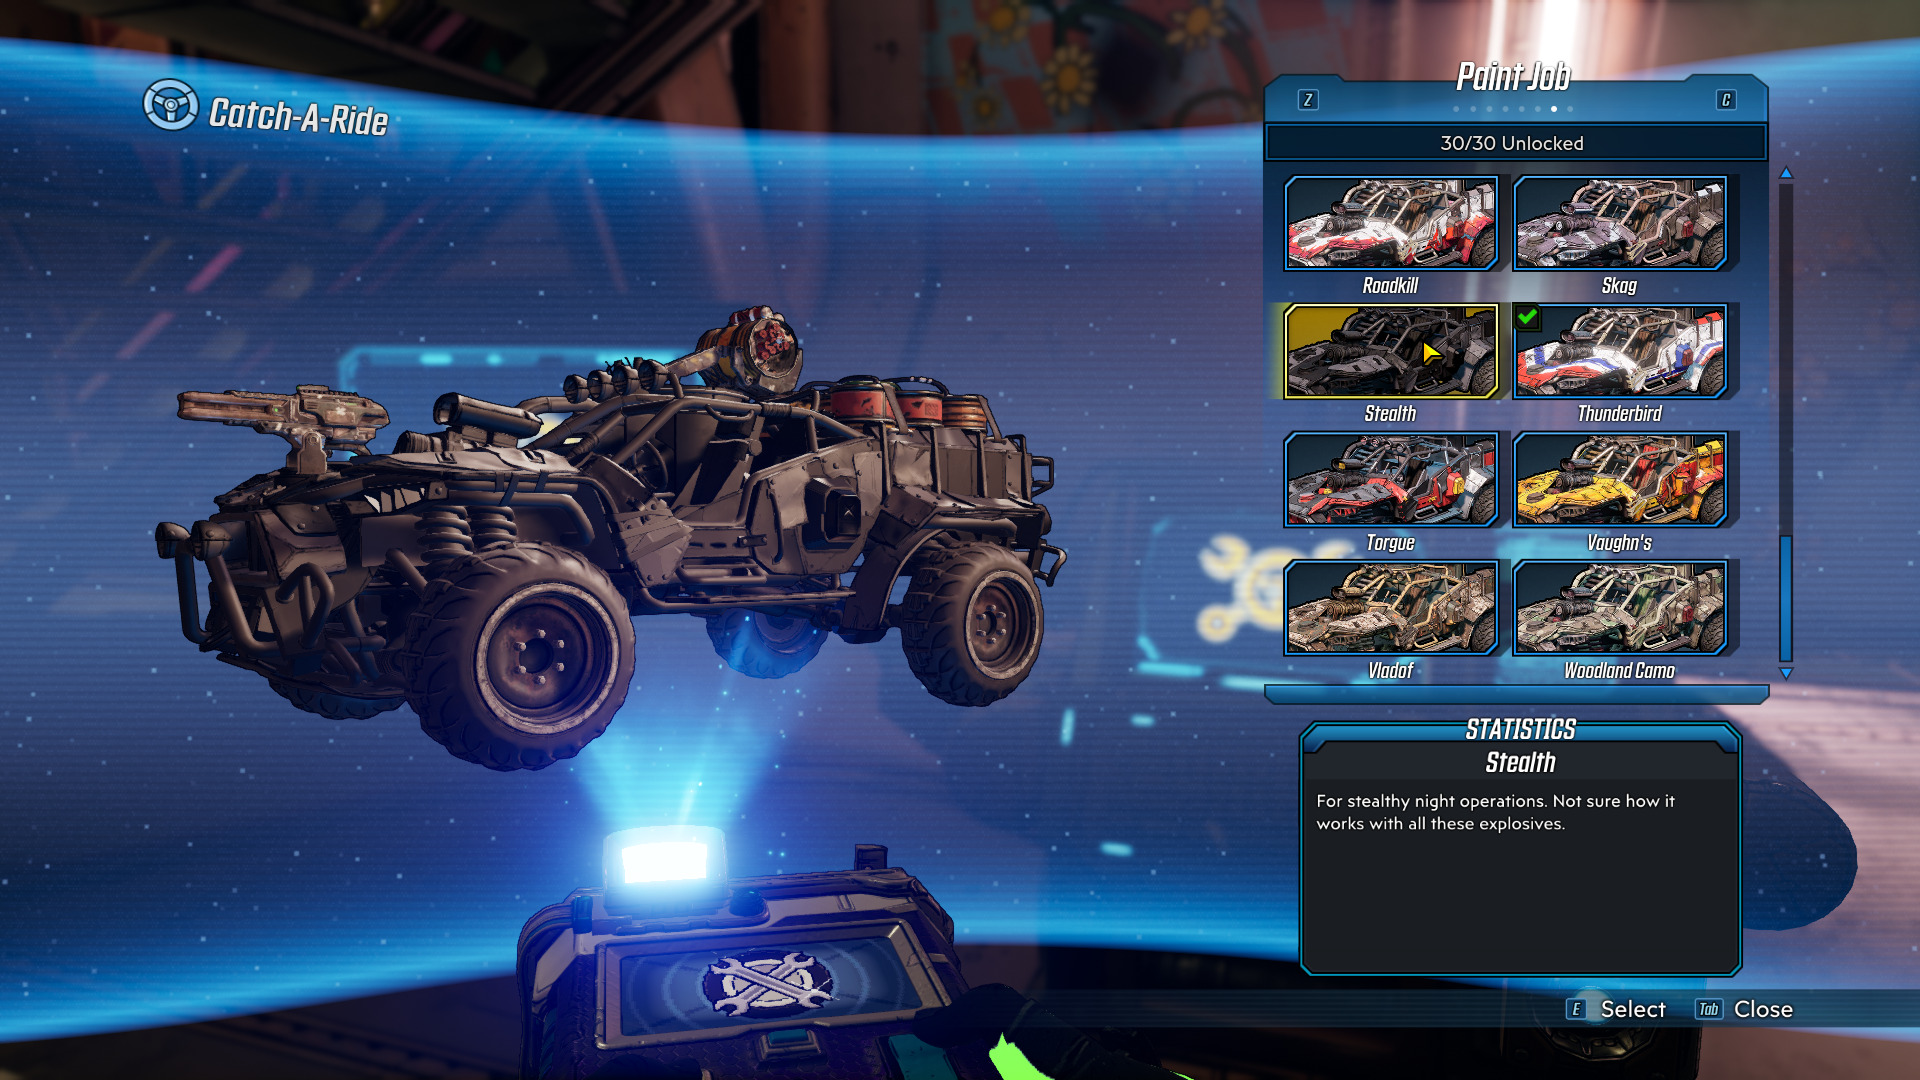 Catch-A-Ride
Paint Job
Z
C
30/30 Unlocked
Roadkill
Skag
Stealth
Thunderbird
Torgue
Vaughn's
Vladof
Woodland Camo
STATISTICS
Stealth
For stealthy night operations. Not sure how it
works with all these explosives.
E Select Tab Close